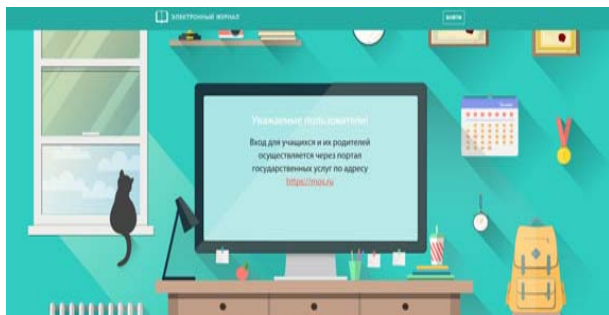 ЭЛЕКТРОННЫЙ ЖУРНАЛ
ВОЙТИ
Уважаемые пользователи!
Вход для учащихся и их родителей
осуществляется через портал
государственных услуг по адресу
https://mos.ru